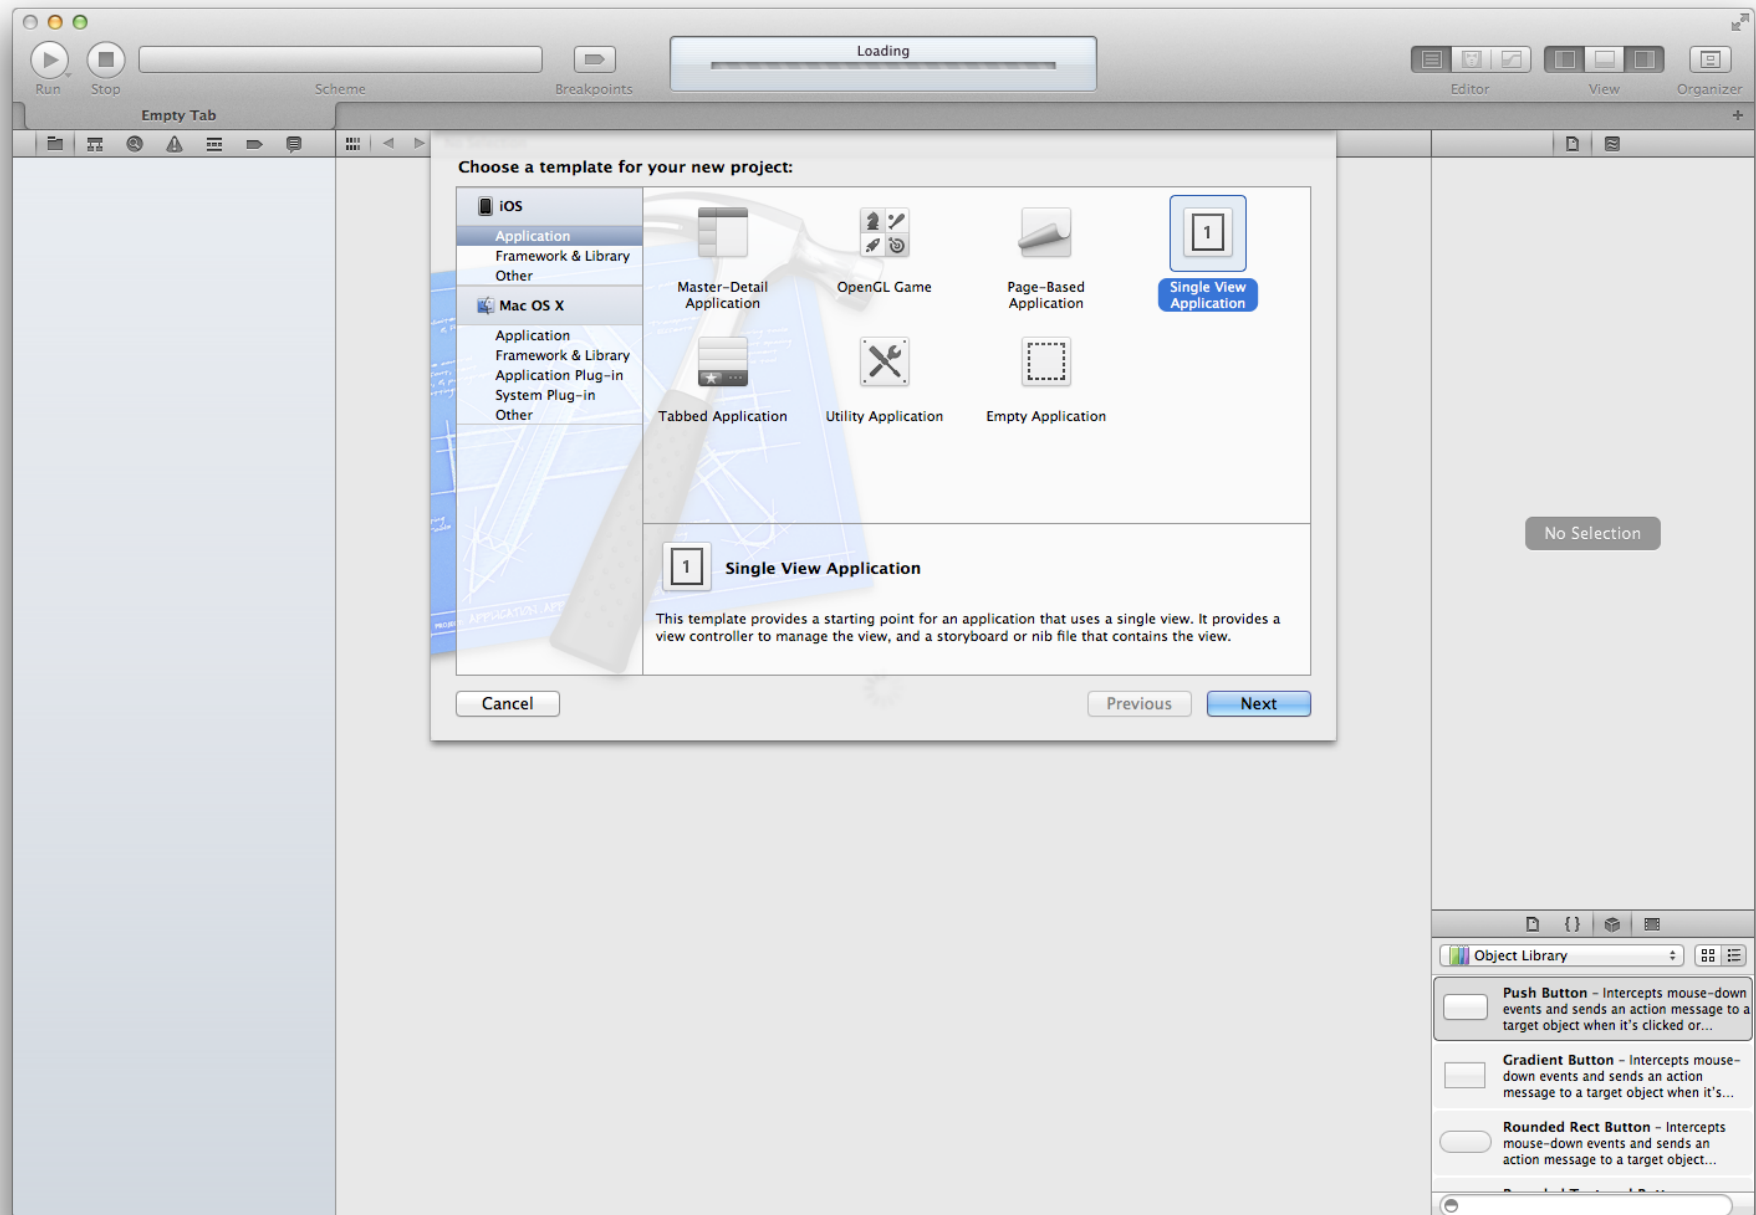 Loading
Run
Stop
Scheme
Breakpoints
Editor
View
Organizer
Empty Tab
Choose a template for your new project:
iOS
Application
Framework & Library
Other
Mac OS X
Application
Framework & Library
Application Plug-in
System Plug-in
Other
Master-Detail
Application
OpenGL Game
Page-Based
Application
1
Single View
Application
Tabbed Application
Utility Application
Empty Application
1
Single View Application
This template provides a starting point for an application that uses a single view. It provides a
view controller to manage the view, and a storyboard or nib file that contains the view.
Cancel
Previous
Next
No Selection
{ }
Object Library
Push Button – Intercepts mouse-down
events and sends an action message to a
target object when it's clicked or...
Gradient Button – Intercepts mouse-
down events and sends an action
message to a target object when it's...
Rounded Rect Button – Intercepts
mouse-down events and sends an
action message to a target object...